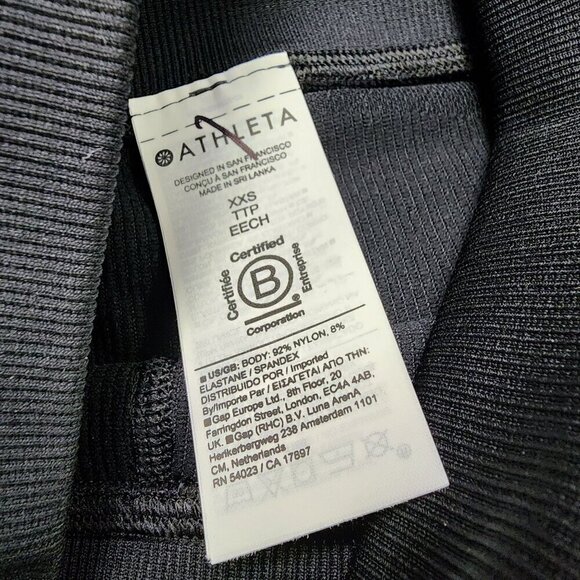 ATHLETA
DESIGNED IN SAN FRANCISCO
CONÇU À SAN FRANCISCO
MADE IN SRI LANKA
XXS
TTP
EECH
Certified
Certifiée
B
Entreprise
Corporation
US/GB: BODY: 92% NYLON, 8%
ELASTANE / SPANDEX
DISTRIBUIDO POR / Imported
By/Importe Par / ΕΙΣΑΓΕΤΑΙ ΑΠΟ ΤΗΝ:
Gap Europe Ltd., 8th Floor, 20
Farringdon Street, London, EC4A 4AB,
UK. Gap (RHC) B.V. Luna ArenA
Herikerbergweg 238 Amsterdam 1101
CM, Netherlands
RN 54023 / CA 17897